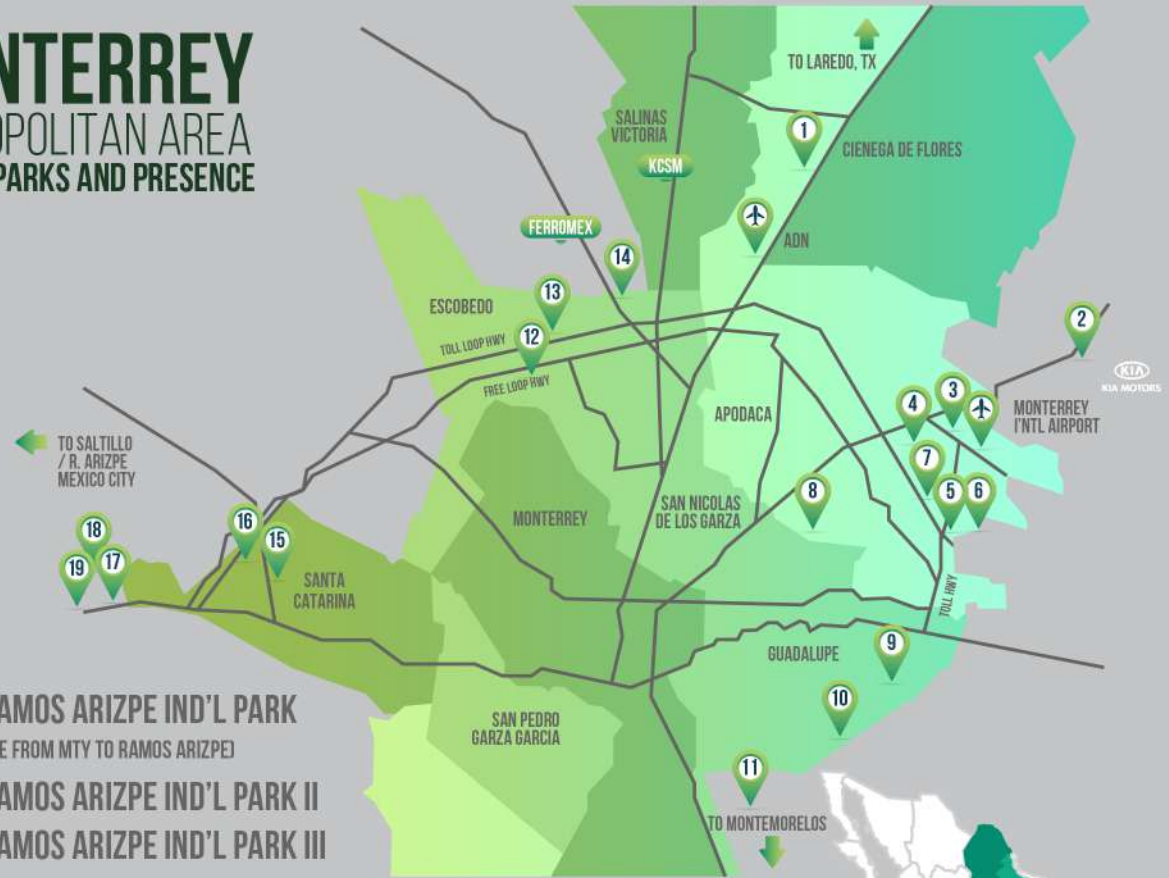 NTERREY
OPOLITAN AREA
PARKS AND PRESENCE
TO LAREDO, TX
SALINAS
VICTORIA
1
CIENEGA DE FLORES
KCSM
FERROMEX
ADN
14
13
ESCOBEDO
12
TOLL LOOP HWY
FREE LOOP HWY
2
KIA
KIA MOTORS
3
4
MONTERREY
I'NTL AIRPORT
APODACA
TO SALTILLO
/ R. ARIZPE
MEXICO CITY
7
5
6
8
SAN NICOLAS
DE LOS GARZA
MONTERREY
16
15
18
17
19
SANTA
CATARINA
TOLL HWY
GUADALUPE
9
10
SAN PEDRO
GARZA GARCIA
11
TO MONTEMORELOS
AMOS ARIZPE IND'L PARK
E FROM MTY TO RAMOS ARIZPE)
AMOS ARIZPE IND'L PARK II
AMOS ARIZPE IND'L PARK III